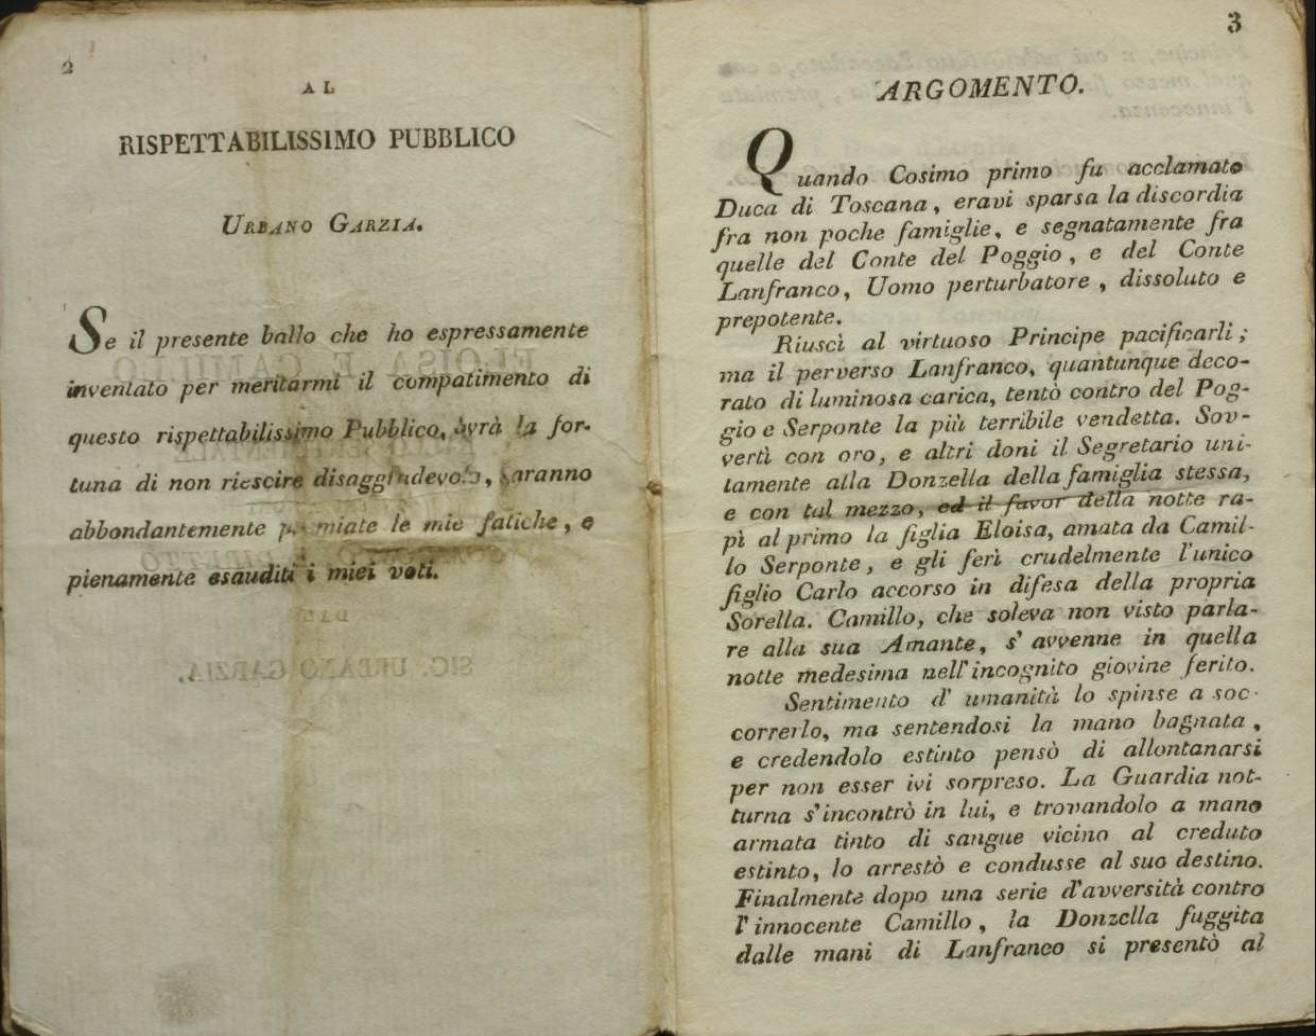 2
AL
RISPETTABILISSIMO PUBBLICO
URBANO GARZIA.
Se il presente ballo che ho espressamente
inventato per meritarmi il compatimento di
questo rispettabilissimo Pubblico, avrà la for-
tuna di non riescire disaggradevole, saranno
abbondantemente premiate le mie fatiche, e
pienamente esauditi i miei voti.
3
ARGOMENTO.
Quando Cosimo primo fu acclamato
Duca di Toscana, eravi sparsa la discordia
fra non poche famiglie, e segnatamente fra
quelle del Conte del Poggio, e del Conte
Lanfranco, Uomo perturbatore, dissoluto e
prepotente.
Riuscì al virtuoso Principe pacificarli;
ma il perverso Lanfranco, quantunque deco-
rato di luminosa carica, tentò contro del Pog-
gio e Serponte la più terribile vendetta. Sov-
vertì con oro, e altri doni il Segretario uni-
tamente alla Donzella della famiglia stessa,
e con tal mezzo, ed il favor della notte ra-
pì al primo la figlia Eloisa, amata da Camil-
lo Serponte, e gli ferì crudelmente l'unico
figlio Carlo accorso in difesa della propria
Sorella. Camillo, che soleva non visto parla-
re alla sua Amante, s' avvenne in quella
notte medesima nell'incognito giovine ferito.
Sentimento d' umanità lo spinse a soc-
correrlo, ma sentendosi la mano bagnata,
e credendolo estinto pensò di allontanarsi
per non esser ivi sorpreso. La Guardia not-
turna s'incontrò in lui, e trovandolo a mano
armata tinto di sangue vicino al creduto
estinto, lo arrestò e condusse al suo destino.
Finalmente dopo una serie d'avversità contro
l'innocente Camillo, la Donzella fuggita
dalle mani di Lanfranco si presentò al